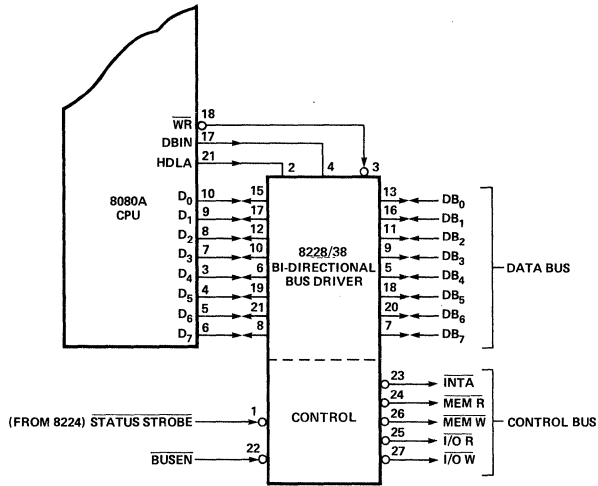 18
WR
17
DBIN
21
HDLA
2 4 3
8080A
CPU
D0 10 15 13 DB0
D1 9 17 16 DB1
D2 8 12 11 DB2
D3 7 10 9 DB3
D4 3 6 5 DB4
D5 4 19 18 DB5
D6 5 21 20 DB6
D7 6 8 7 DB7
8228/38
BI-DIRECTIONAL
BUS DRIVER
DATA BUS
CONTROL
23 INTA
24 MEM R
26 MEM W
25 I/O R
27 I/O W
CONTROL BUS
(FROM 8224) STATUS STROBE 1
BUSEN 22